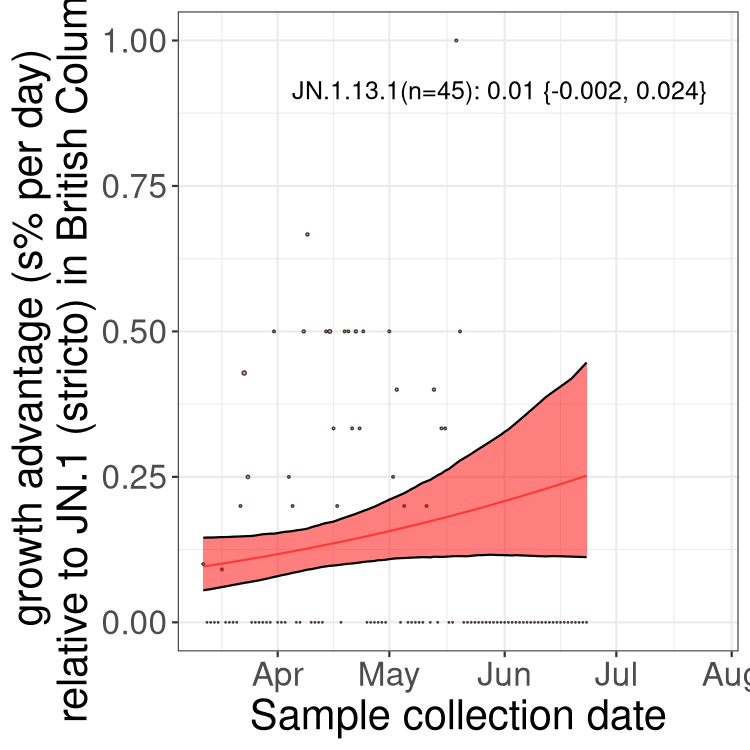 growth advantage (s% per day)
relative to JN.1 (stricto) in British Colum
1.00
0.75
0.50
0.25
0.00
JN.1.13.1(n=45): 0.01 {-0.002, 0.024}
Apr
May
Jun
Jul
Aug
Sample collection date